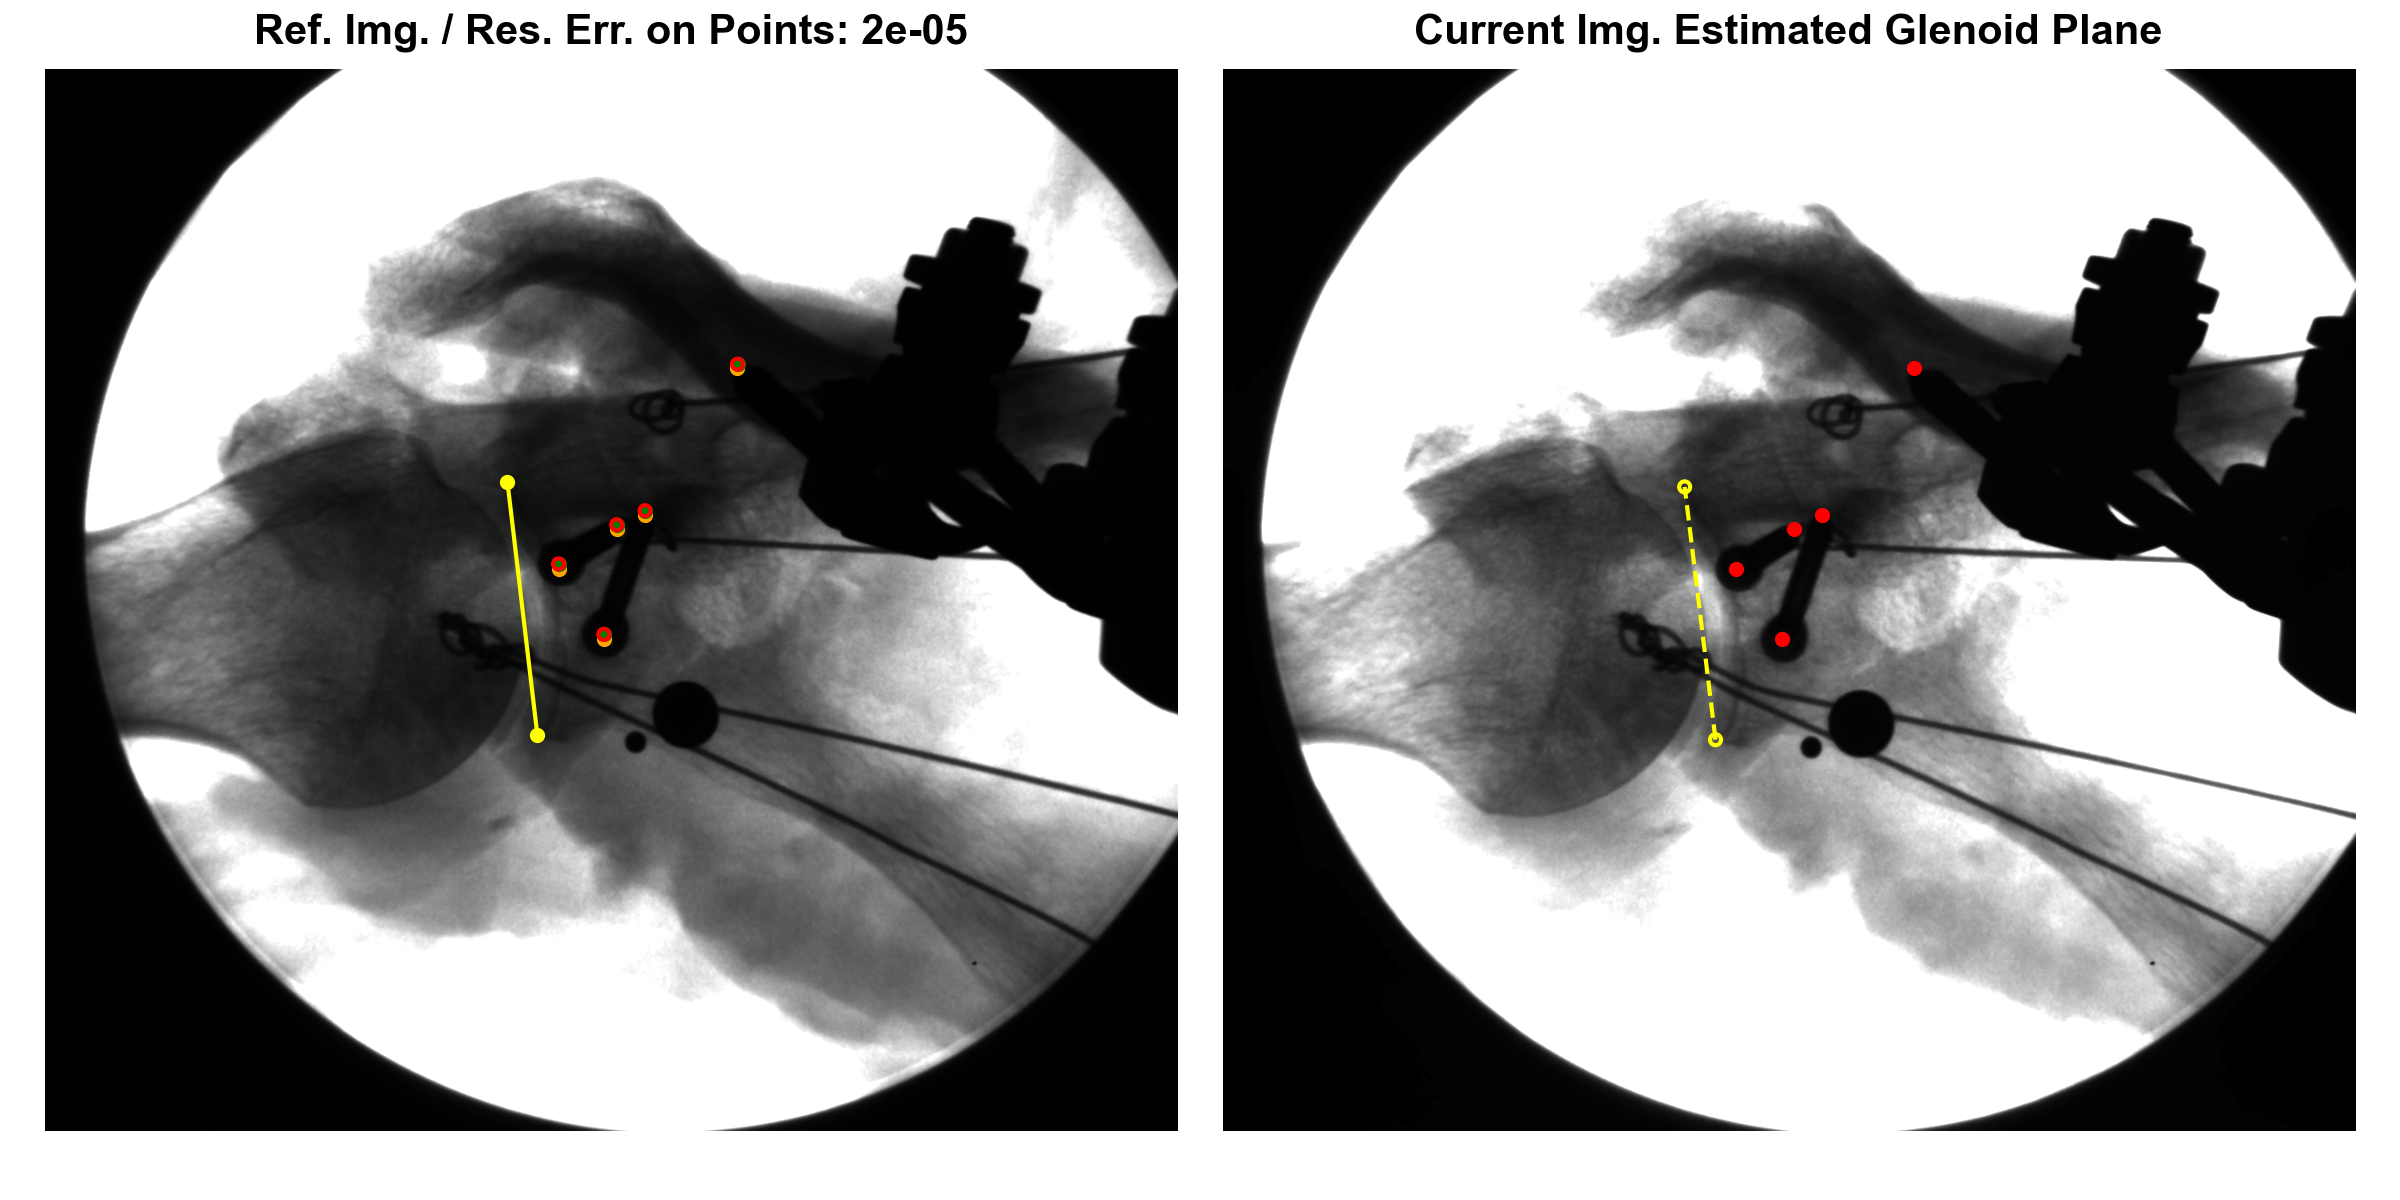 Ref. Img. / Res. Err. on Points: 2e-05
Current Img. Estimated Glenoid Plane